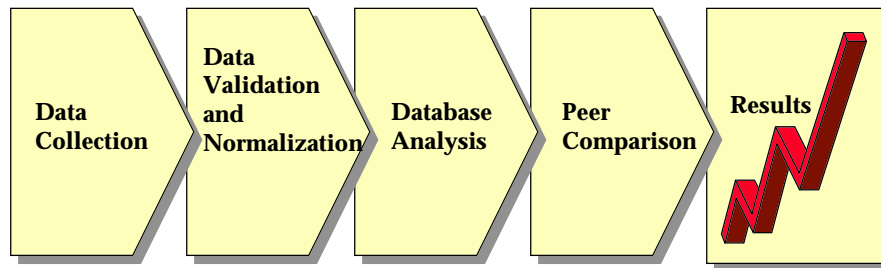 Data
Collection
Data
Validation
and
Normalization
Database
Analysis
Peer
Comparison
Results